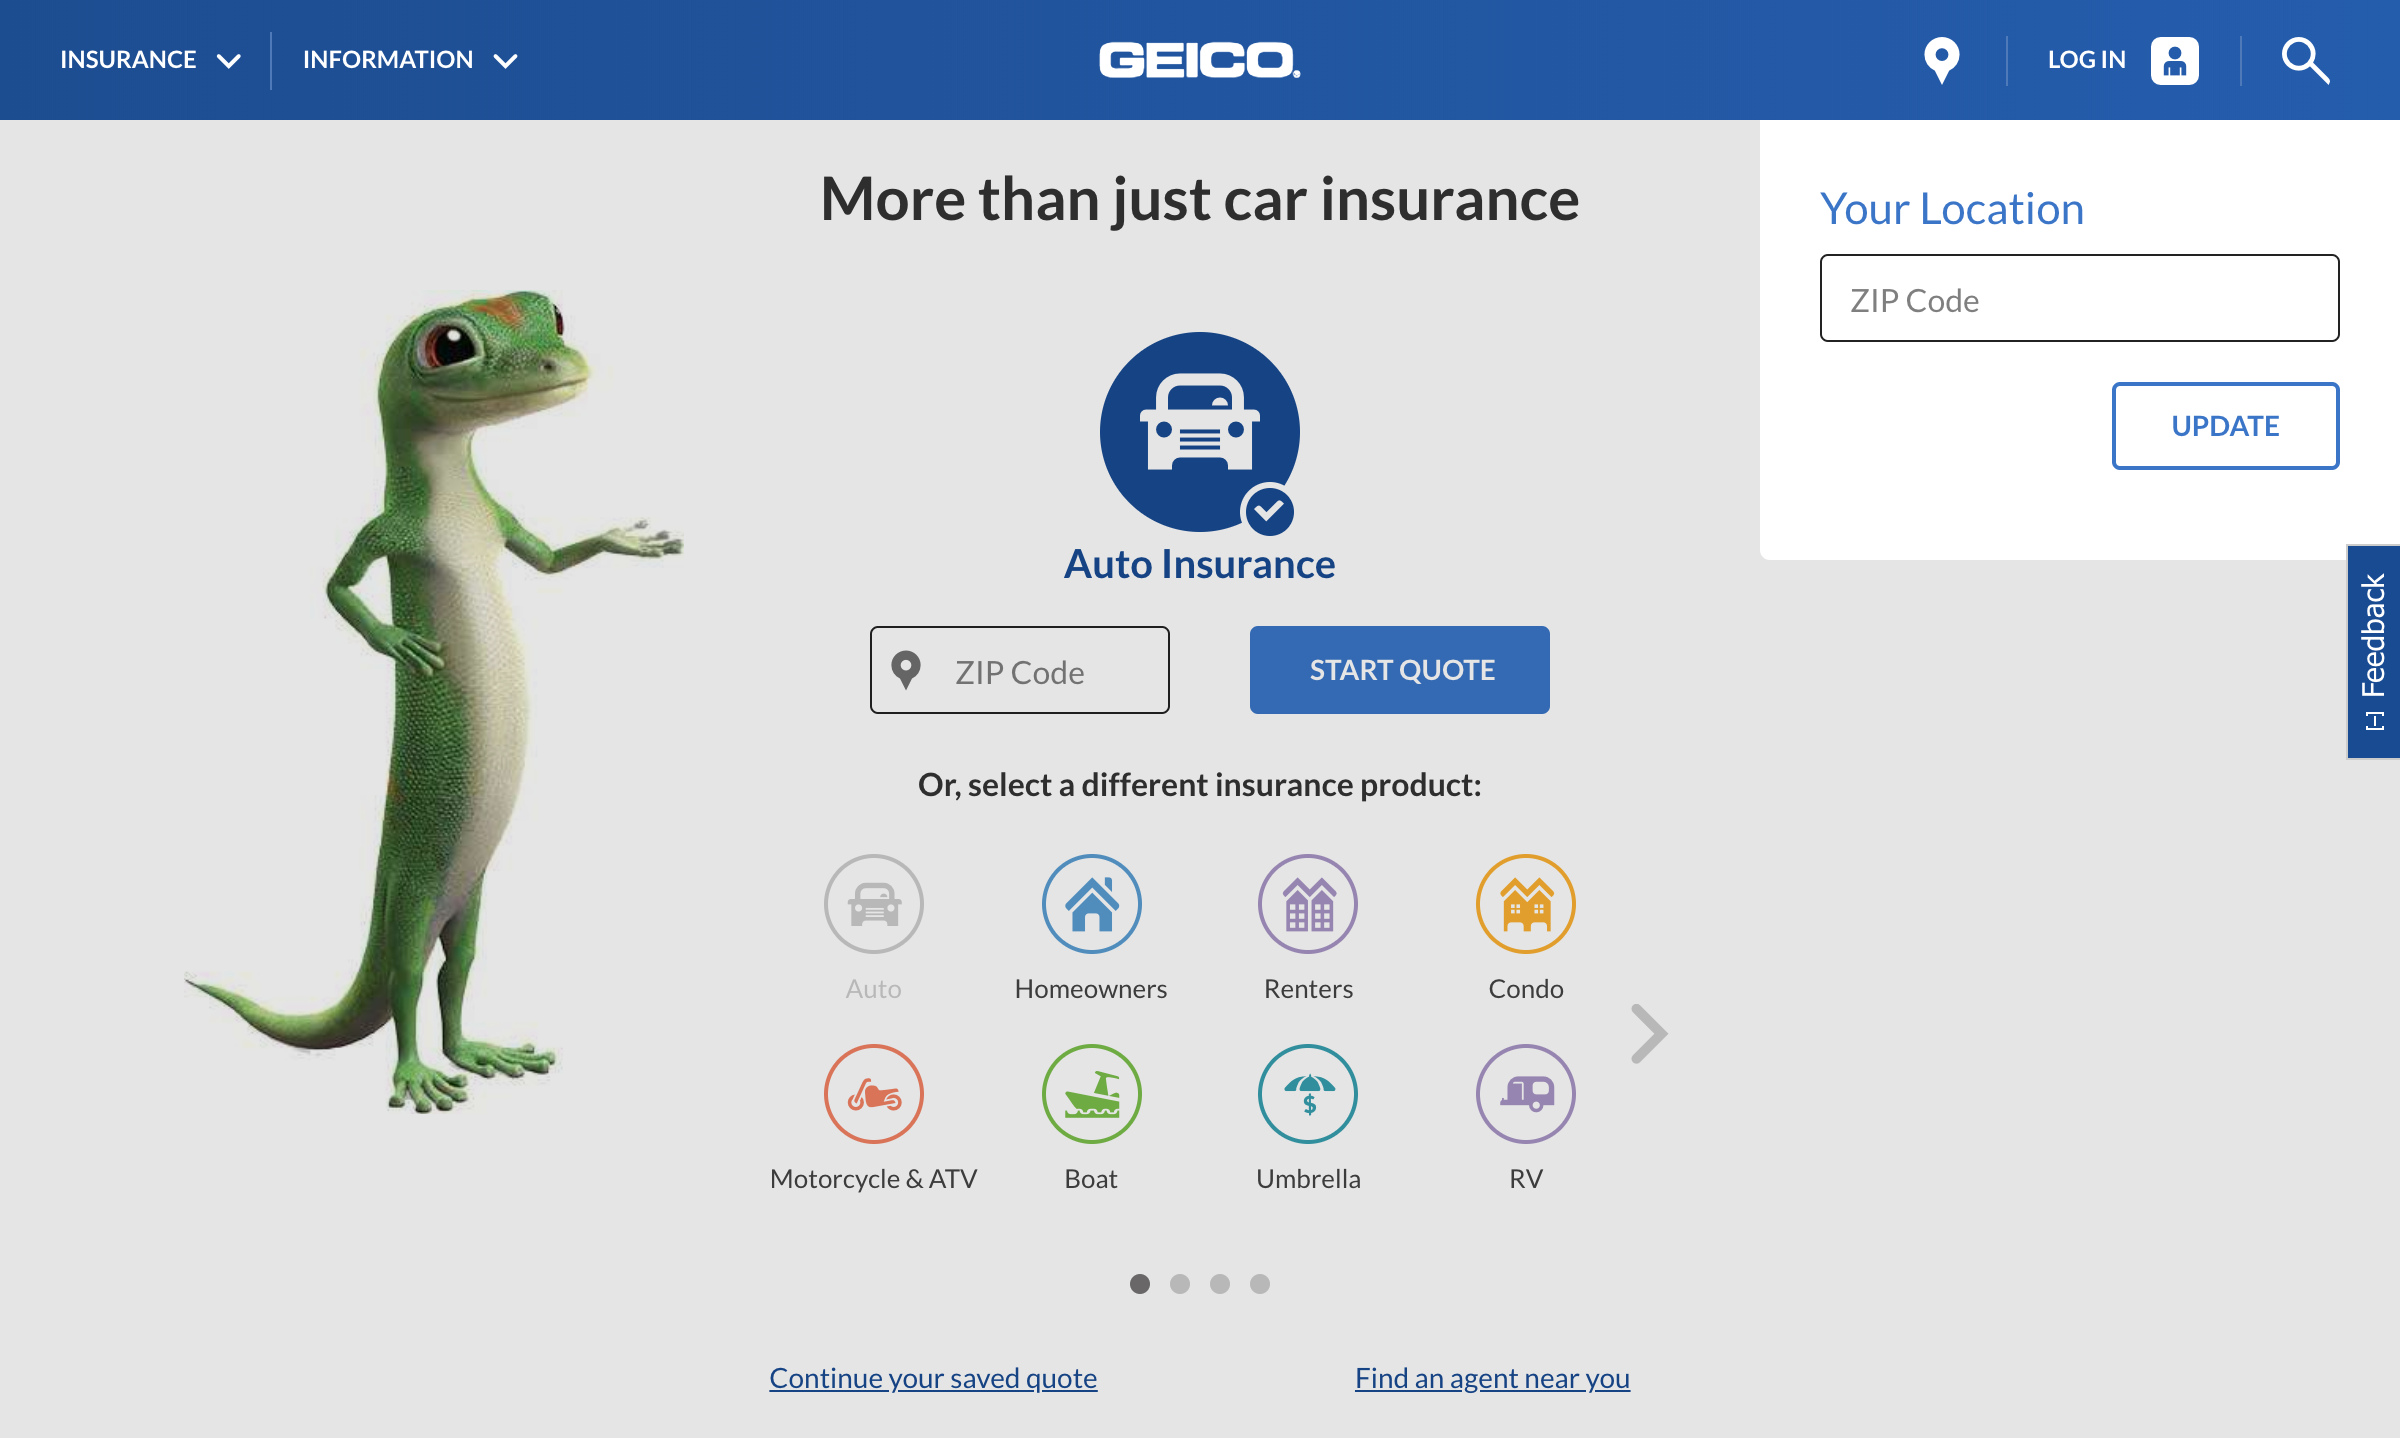 INSURANCE
INFORMATION
GEICO
LOG IN
More than just car insurance
Your Location
ZIP Code
UPDATE
Auto Insurance
ZIP Code
START QUOTE
[-] Feedback
Or, select a different insurance product:
Auto
Homeowners
Renters
Condo
Motorcycle & ATV
Boat
$
Umbrella
RV
Continue your saved quote
Find an agent near you